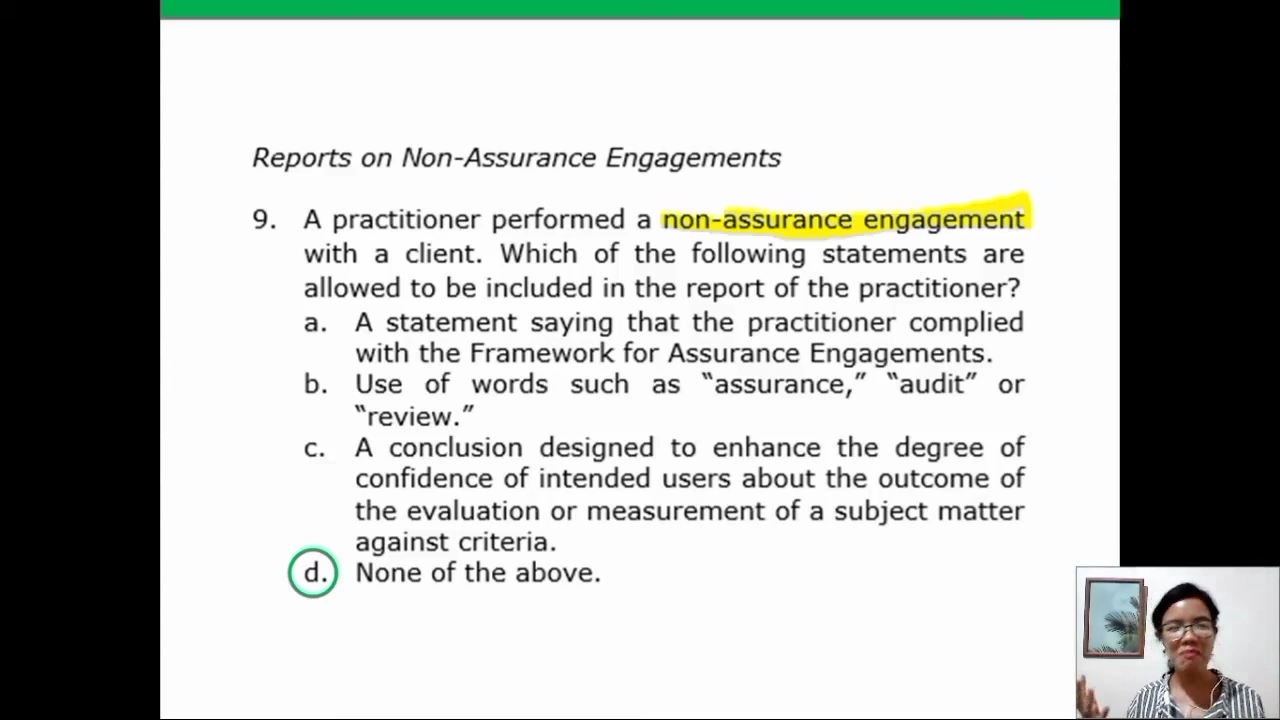 Reports on Non-Assurance Engagements
9. A practitioner performed a non-assurance engagement
with a client. Which of the following statements are
allowed to be included in the report of the practitioner?
a. A statement saying that the practitioner complied
with the Framework for Assurance Engagements.
b. Use of words such as “assurance,” “audit” or
“review.”
c. A conclusion designed to enhance the degree of
confidence of intended users about the outcome of
the evaluation or measurement of a subject matter
against criteria.
d. None of the above.